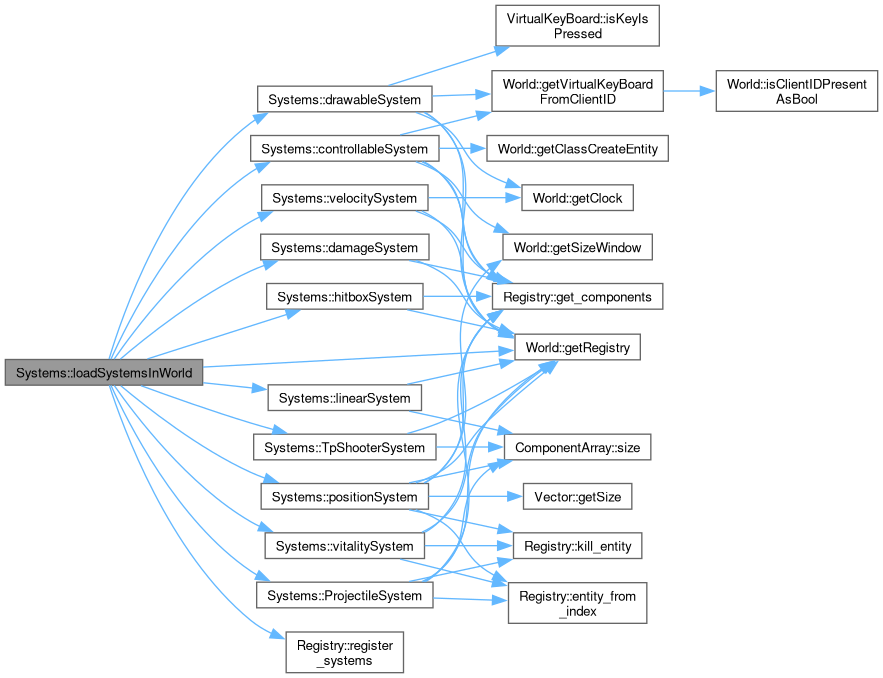 VirtualKeyBoard::isKeyIs
Pressed
Systems::drawableSystem
World::getVirtualKeyBoard
FromClientID
World::isClientIDPresent
AsBool
Systems::controllableSystem
World::getClassCreateEntity
Systems::velocitySystem
World::getClock
Systems::damageSystem
World::getSizeWindow
Systems::hitboxSystem
Registry::get_components
World::getRegistry
Systems::loadSystemsInWorld
Systems::linearSystem
Systems::TpShooterSystem
ComponentArray::size
Systems::positionSystem
Vector::getSize
Systems::vitalitySystem
Registry::kill_entity
Systems::ProjectileSystem
Registry::entity_from
_index
Registry::register
_systems